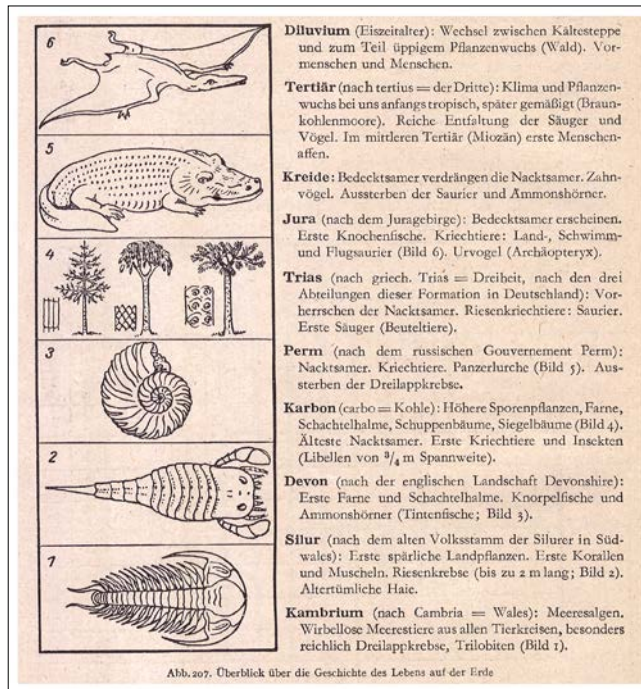 6
5
4
3
2
1
Diluvium (Eiszeitalter): Wechsel zwischen Kältesteppe
und zum Teil üppigem Pflanzenwuchs (Wald). Vor-
menschen und Menschen.
Tertiär (nach tertius = der Dritte): Klima und Pflanzen-
wuchs bei uns anfangs tropisch, später gemäßigt (Braun-
kohlenmoore). Reiche Entfaltung der Säuger und
Vögel. Im mittleren Tertiär (Miozän) erste Menschen-
affen.
Kreide: Bedecktsamer verdrängen die Nacktsamer. Zahn-
vögel. Aussterben der Saurier und Ammonshörner.
Jura (nach dem Juragebirge): Bedecktsamer erscheinen.
Erste Knochenfische. Kriechtiere: Land-, Schwimm-
und Flugsaurier (Bild 6). Urvogel (Archäopteryx).
Trias (nach griech. Trias = Dreiheit, nach den drei
Abteilungen dieser Formation in Deutschland): Vor-
herrschen der Nacktsamer. Riesenkriechtiere: Saurier.
Erste Säuger (Beuteltiere).
Perm (nach dem russischen Gouvernement Perm):
Nacktsamer. Kriechtiere. Panzerlurche (Bild 5). Aus-
sterben der Dreilappkrebse.
Karbon (carbo = Kohle): Höhere Sporenpflanzen, Farne,
Schachtelhalme, Schuppenbäume, Siegelbäume (Bild 4).
Älteste Nacktsamer. Erste Kriechtiere und Insekten
(Libellen von 3/4 m Spannweite).
Devon (nach der englischen Landschaft Devonshire):
Erste Farne und Schachtelhalme. Knorpelfische und
Ammonshörner (Tintenfische; Bild 3).
Silur (nach dem alten Volksstamm der Silurer in Süd-
wales): Erste spärliche Landpflanzen. Erste Korallen
und Muscheln. Riesenkrebse (bis zu 2 m lang; Bild 2).
Altertümliche Haie.
Kambrium (nach Cambria = Wales): Meeresalgen.
Wirbellose Meerestiere aus allen Tierkreisen, besonders
reichlich Dreilappkrebse, Trilobiten (Bild 1).
Abb. 207. Überblick über die Geschichte des Lebens auf der Erde